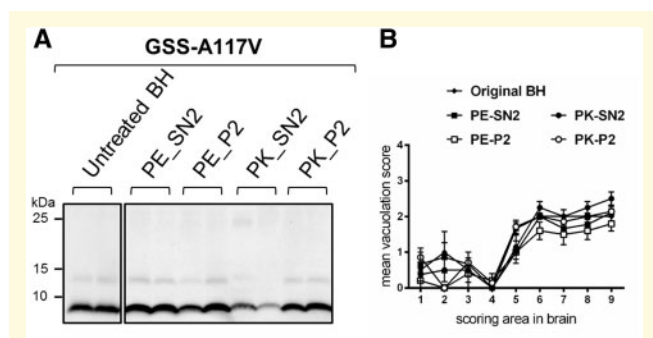 A
GSS-A117V
Untreated BH
PE_SN2
PE_P2
PK_SN2
PK_P2
kDa
25
15
10
B
Original BH
PE-SN2 PK-SN2
PE-P2 PK-P2
mean vacuolation score
4
3
2
1
0
1 2 3 4 5 6 7 8 9
scoring area in brain